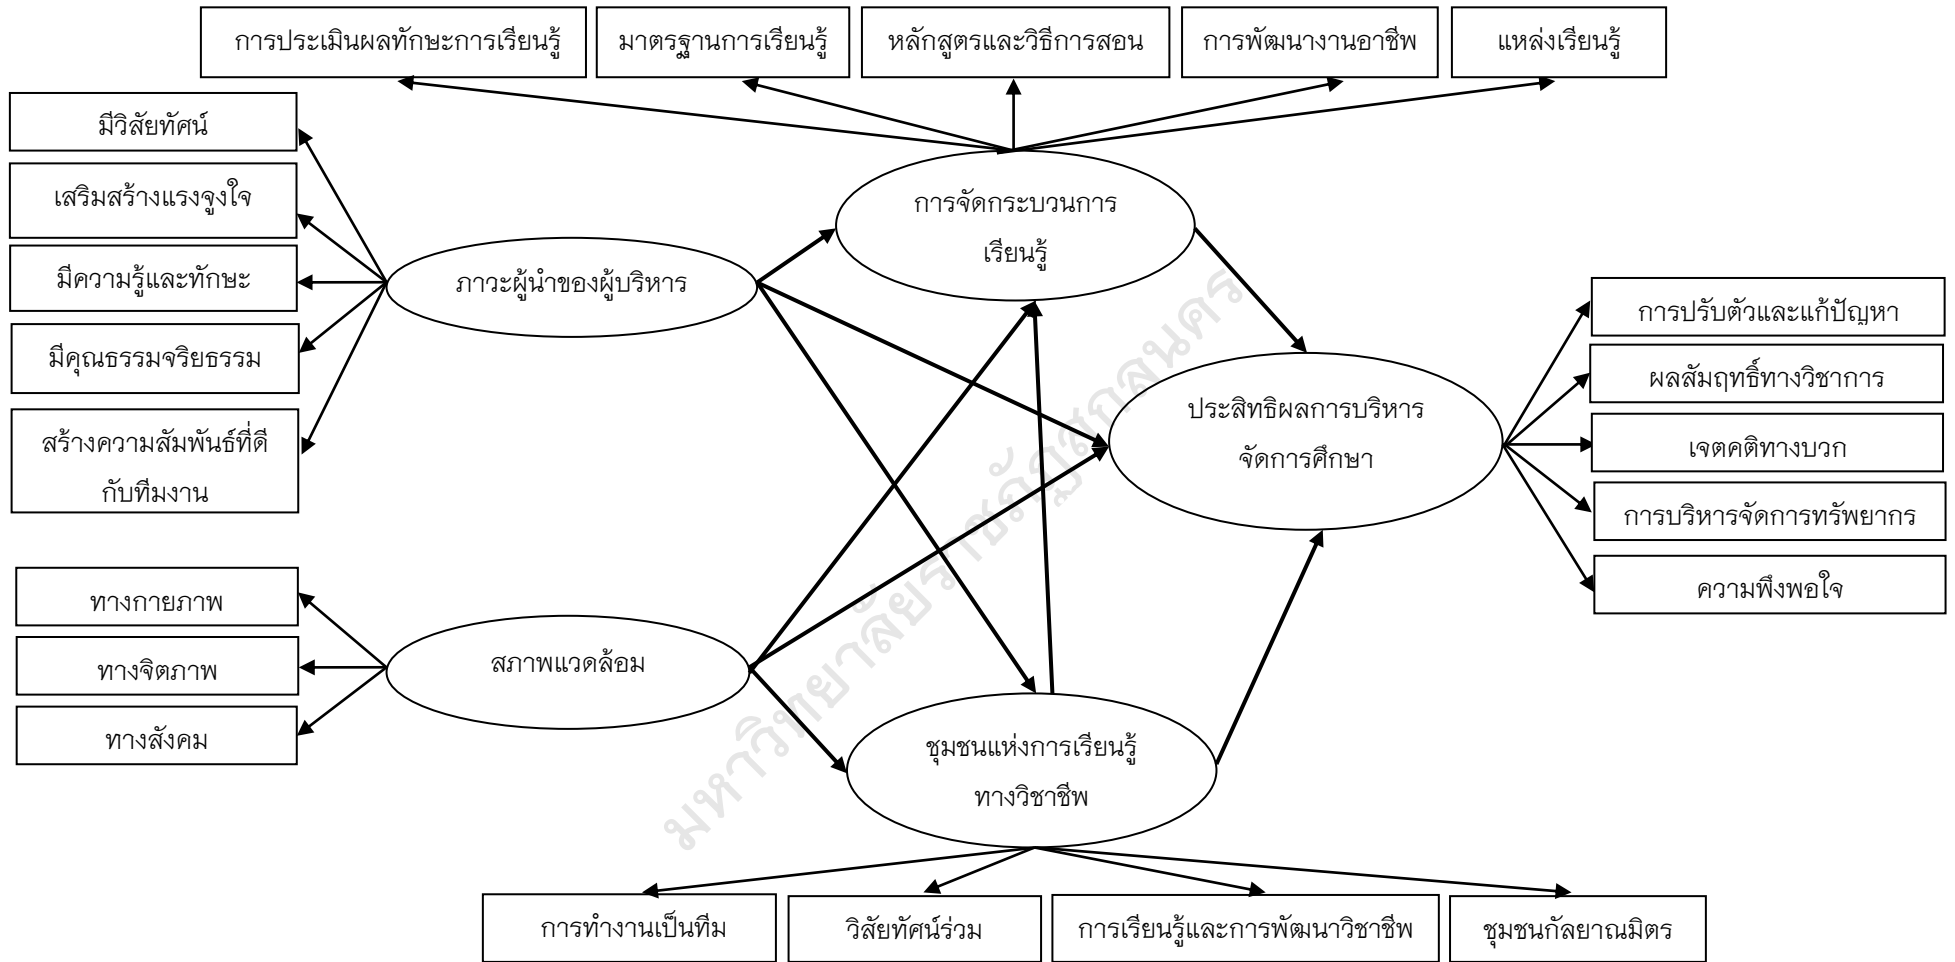 การประเมินผลทักษะการเรียนรู้
มาตรฐานการเรียนรู้
หลักสูตรและวิธีการสอน
การพัฒนางานอาชีพ
แหล่งเรียนรู้
มีวิสัยทัศน์
เสริมสร้างแรงจูงใจ
มีความรู้และทักษะ
มีคุณธรรมจริยธรรม
สร้างความสัมพันธ์ที่ดี
กับทีมงาน
ภาวะผู้นำของผู้บริหาร
การจัดกระบวนการ
เรียนรู้
ประสิทธิผลการบริหาร
จัดการศึกษา
การปรับตัวและแก้ปัญหา
ผลสัมฤทธิ์ทางวิชาการ
เจตคติทางบวก
การบริหารจัดการทรัพยากร
ความพึงพอใจ
ทางกายภาพ
ทางจิตภาพ
ทางสังคม
สภาพแวดล้อม
ชุมชนแห่งการเรียนรู้
ทางวิชาชีพ
การทำงานเป็นทีม
วิสัยทัศน์ร่วม
การเรียนรู้และการพัฒนาวิชาชีพ
ชุมชนกัลยาณมิตร
มหาวิทยาลัยราชภัฏสกลนคร